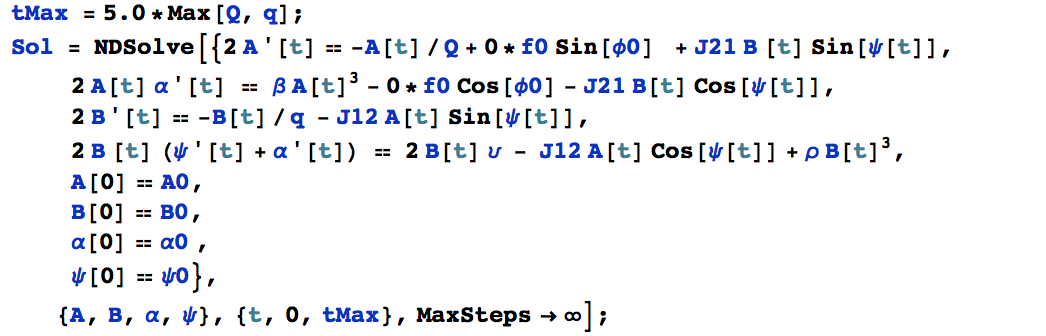 tMax = 5.0*Max[Q, q];
Sol = NDSolve[{2 A'[t] == -A[t] / Q + 0* f0 Sin[ϕ0] + J21 B [t] Sin[ψ[t]],
2 A[t] α'[t] == β A[t]³ - 0* f0 Cos[ϕ0] - J21 B[t] Cos[ψ[t]],
2 B'[t] == -B[t] / q - J12 A[t] Sin[ψ[t]],
2 B [t] (ψ'[t] + α'[t]) == 2 B[t] υ - J12 A[t] Cos[ψ[t]] + ρ B[t]³,
A[0] == A0,
B[0] == B0,
α[0] == α0 ,
ψ[0] == ψ0},
{A, B, α, ψ}, {t, 0, tMax}, MaxSteps → ∞];